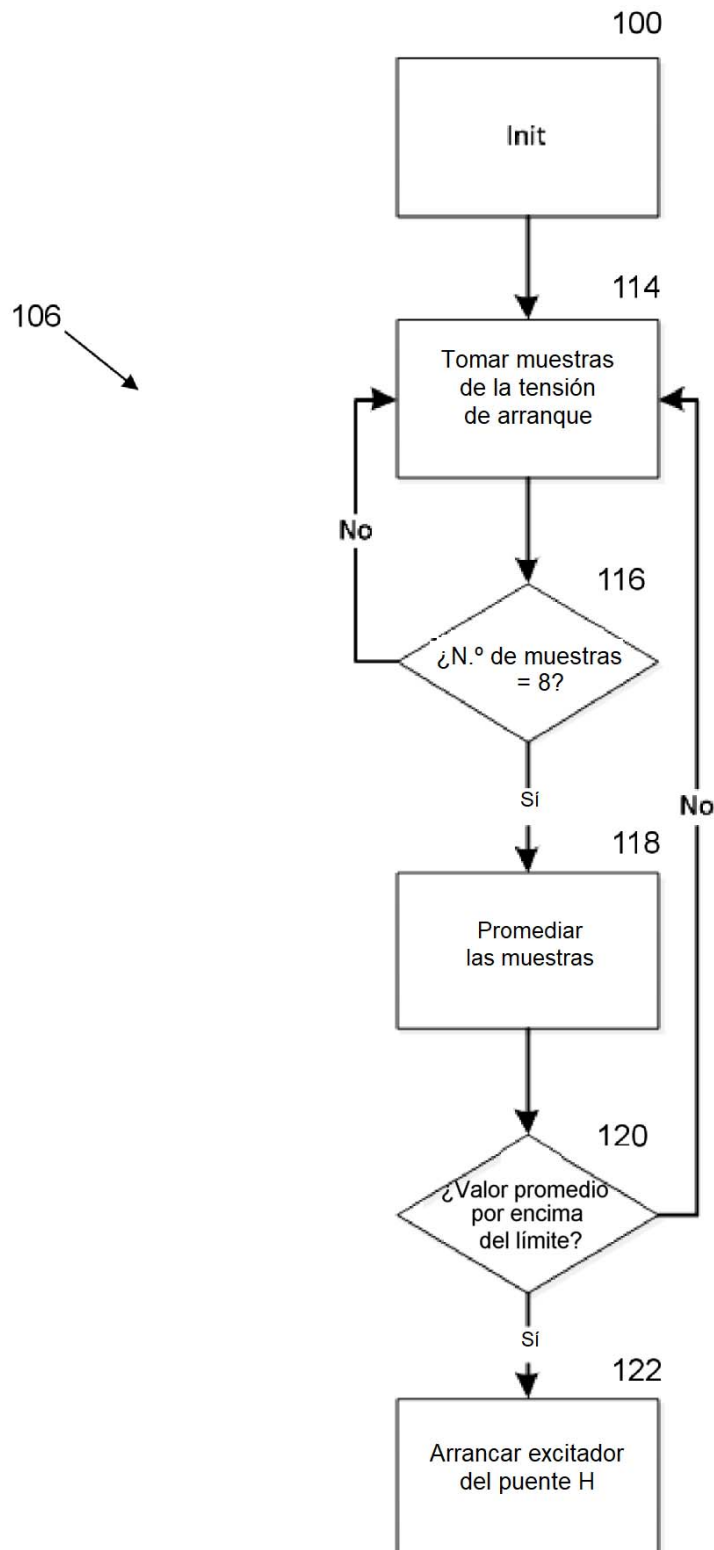 100
Init
114
106
Tomar muestras
de la tensión
de arranque
No
116
¿N.º de muestras
= 8?
Sí
No
118
Promediar
las muestras
120
¿Valor promedio
por encima
del límite?
Sí
122
Arrancar excitador
del puente H